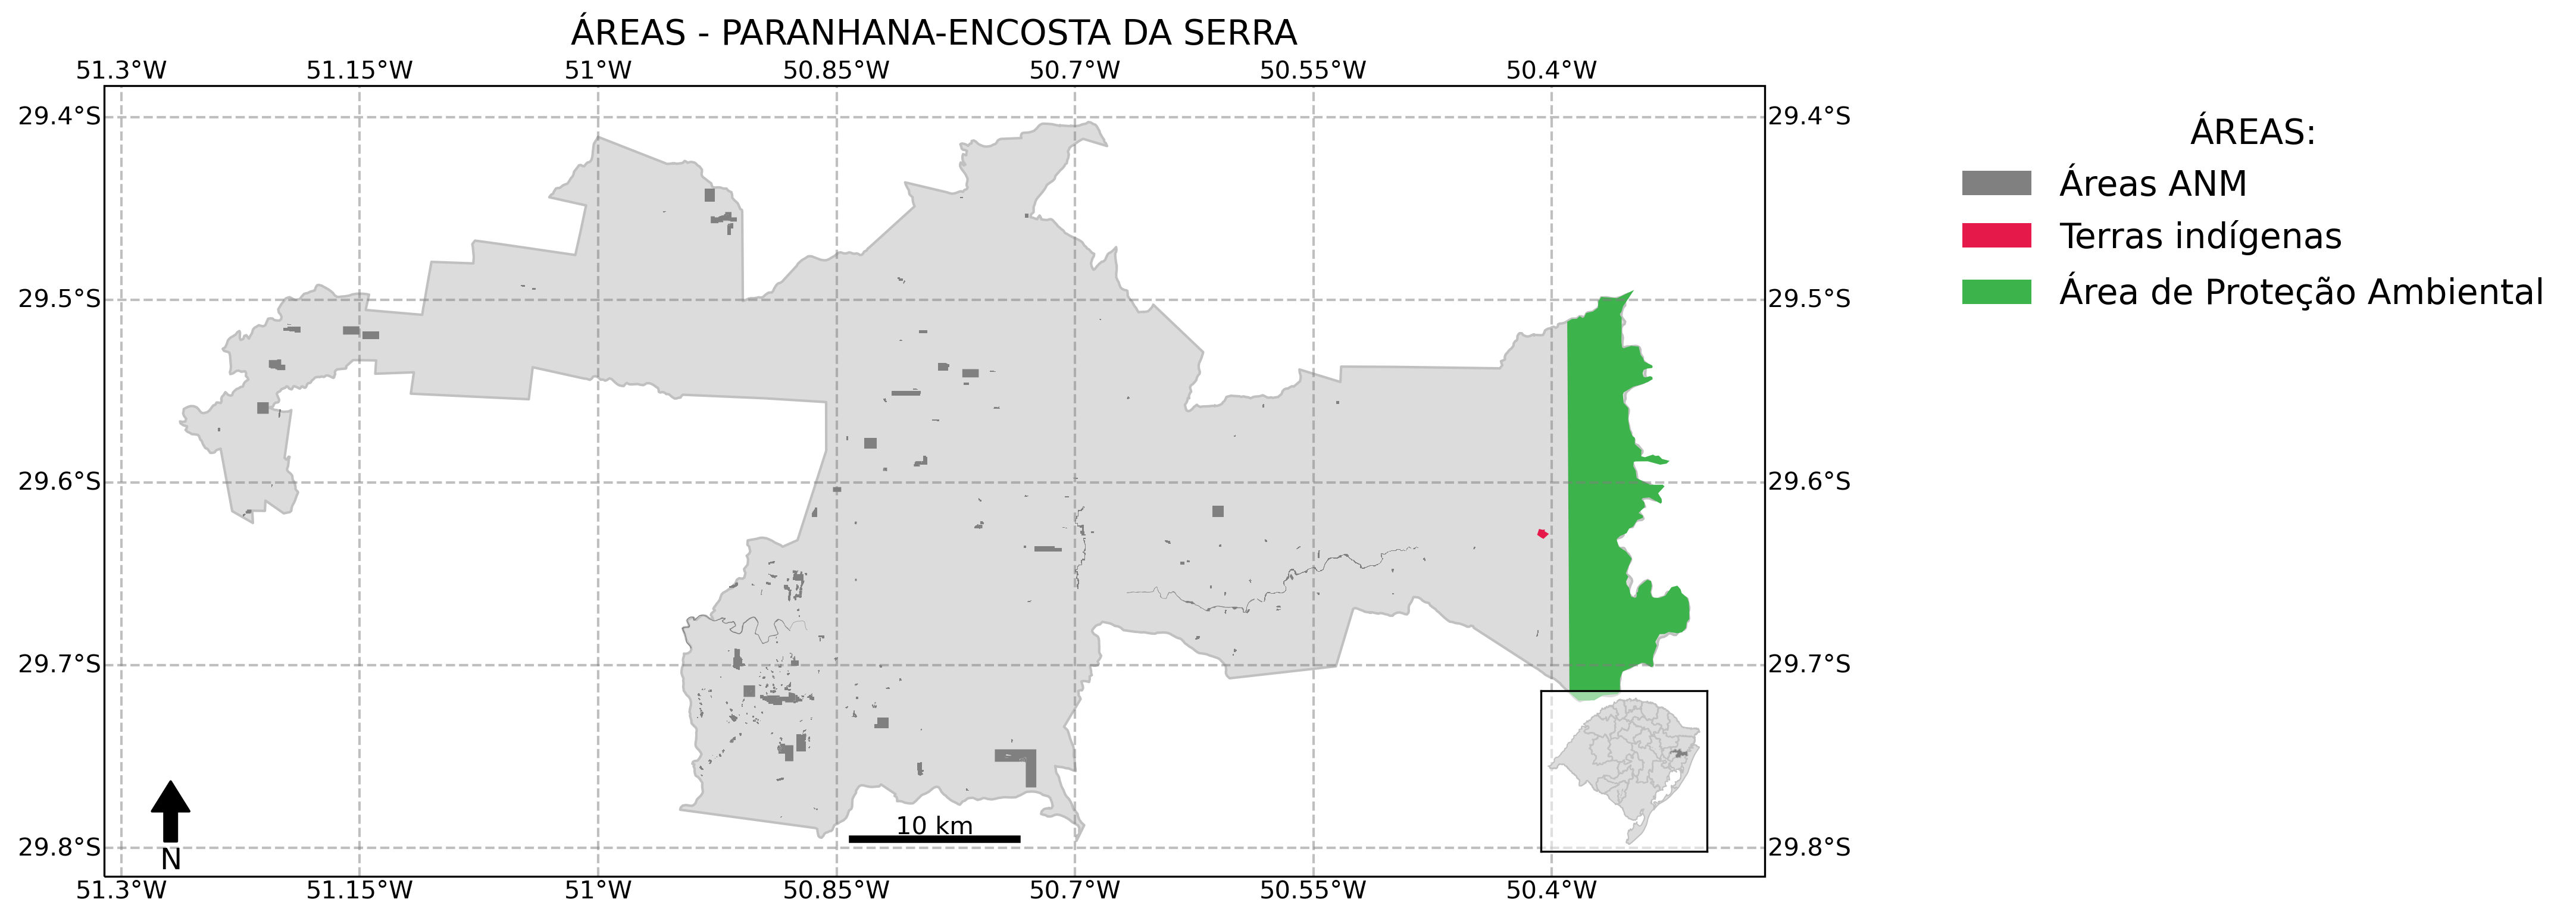 ÁREAS - PARANHANA-ENCOSTA DA SERRA
51.3°W 51.15°W 51°W 50.85°W 50.7°W 50.55°W 50.4°W
29.4°S 29.4°S
29.5°S 29.5°S
29.6°S 29.6°S
29.7°S 29.7°S
29.8°S 29.8°S
10 km
N
51.3°W 51.15°W 51°W 50.85°W 50.7°W 50.55°W 50.4°W
ÁREAS:
Áreas ANM
Terras indígenas
Área de Proteção Ambiental